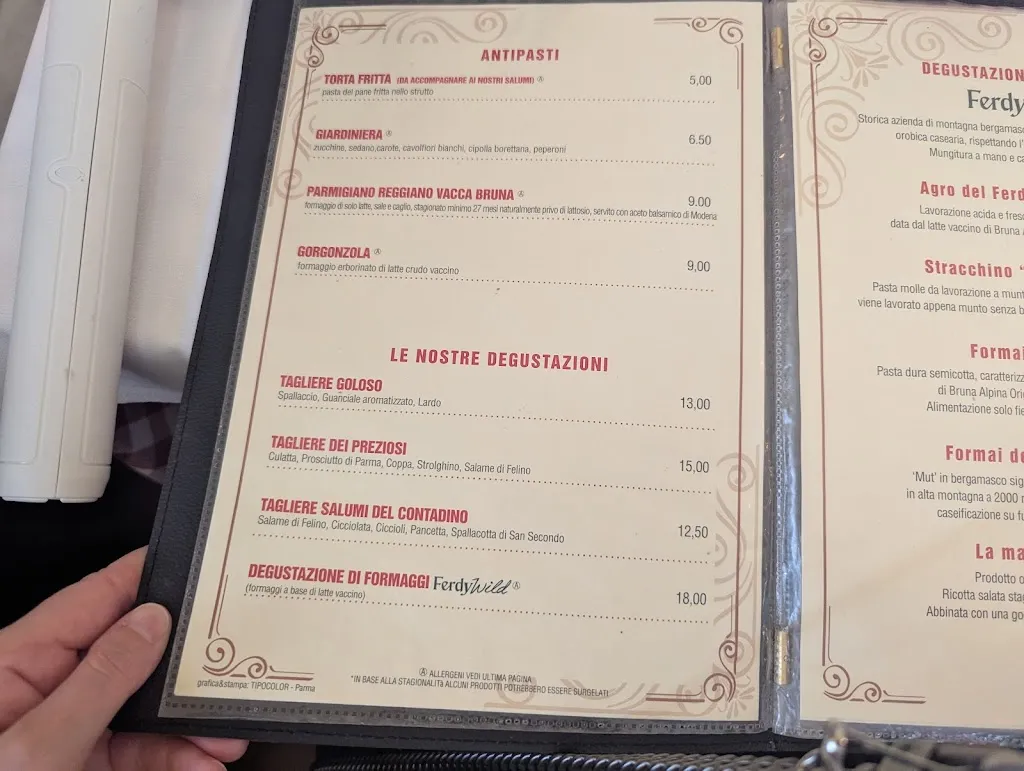 ANTIPASTI
TORTA FRITTA (DA ACCOMPAGNARE AI NOSTRI SALUMI) Ⓐ 5,00
pasta del pane fritta nello strutto
GIARDINIERA Ⓐ 6.50
zucchine, sedano,carote, cavolfiori bianchi, cipolla borettana, peperoni
PARMIGIANO REGGIANO VACCA BRUNA Ⓐ 9.00
formaggio di solo latte, sale e caglio, stagionato minimo 27 mesi naturalmente privo di lattosio, servito con aceto balsamico di Modena
GORGONZOLA Ⓐ 9,00
formaggio erborinato di latte crudo vaccino
LE NOSTRE DEGUSTAZIONI
TAGLIERE GOLOSO 13,00
Spallaccio, Guanciale aromatizzato, Lardo
TAGLIERE DEI PREZIOSI 15,00
Culatta, Prosciutto di Parma, Coppa, Strolghino, Salame di Felino
TAGLIERE SALUMI DEL CONTADINO 12,50
Salame di Felino, Cicciolata, Ciccioli, Pancetta, Spallacotta di San Secondo
DEGUSTAZIONE DI FORMAGGI FerdyWild Ⓐ 18,00
(formaggi a base di latte vaccino)
Ⓐ ALLERGENI VEDI ULTIMA PAGINA
*IN BASE ALLA STAGIONALITà ALCUNI PRODOTTI POTREBBERO ESSERE SURGELATI
grafica&stampa: TIPOCOLOR - Parma
DEGUSTAZION
Ferdy
Storica azienda di montagna bergamasc
orobica casearia, rispettando l'
Mungitura a mano e ca
Agro del Ferd
Lavorazione acida e fres
data dal latte vaccino di Bruna
Stracchino "
Pasta molle da lavorazione a munt
viene lavorato appena munto senza b
Formai
Pasta dura semicotta, caratterizz
di Bruna Alpina Ori
Alimentazione solo fie
Formai de
'Mut' in bergamasco sig
in alta montagna a 2000
caseificazione su fu
La ma
Prodotto o
Ricotta salata sta
Abbinata con una go